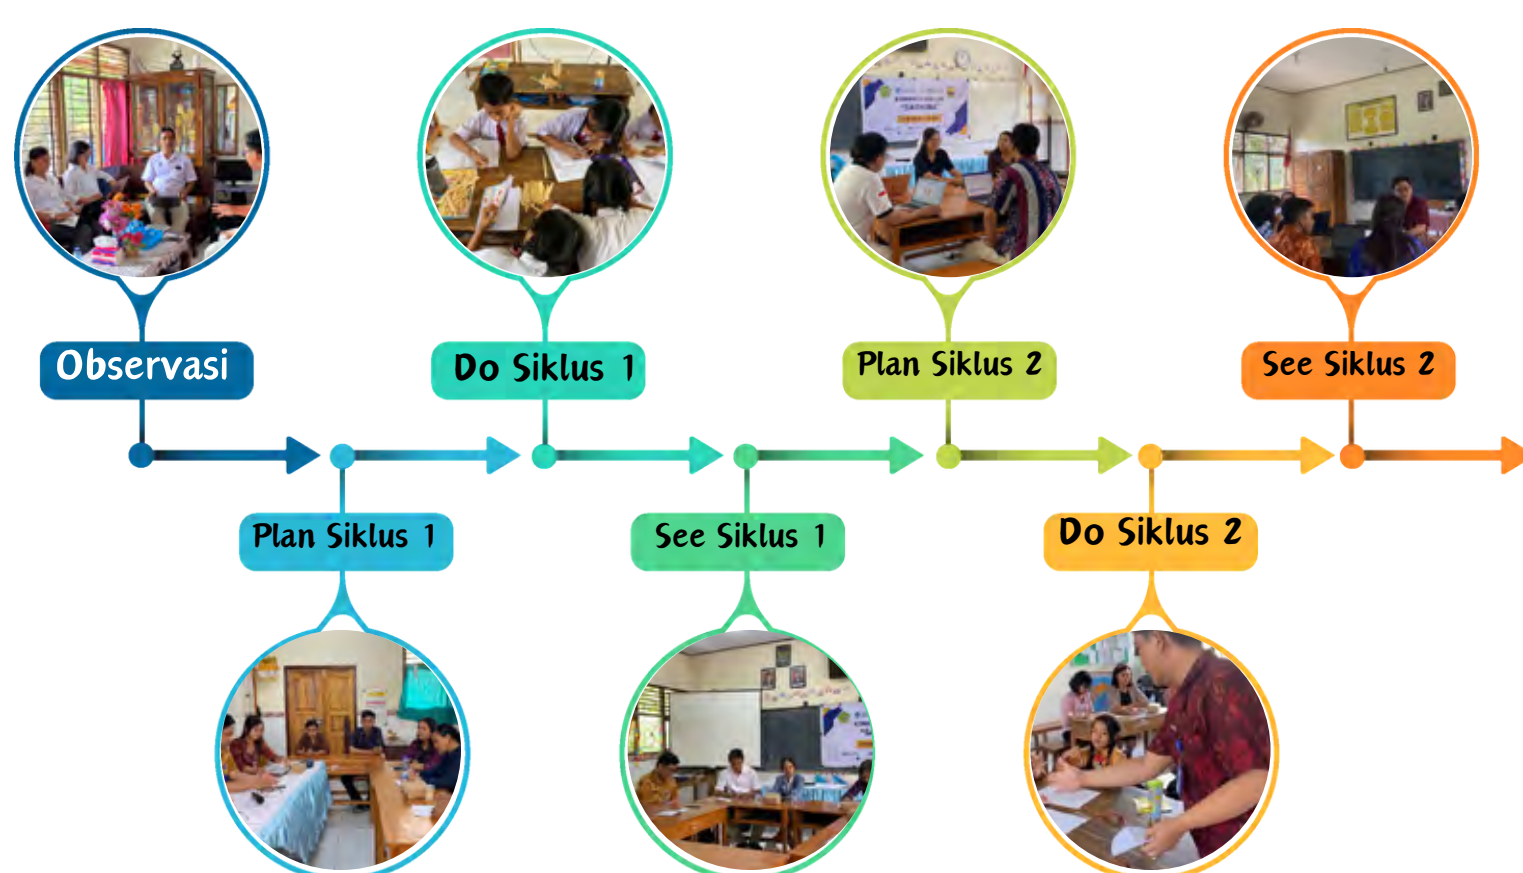 Observasi
Plan Siklus 1
Do Siklus 1
See Siklus 1
Plan Siklus 2
Do Siklus 2
See Siklus 2